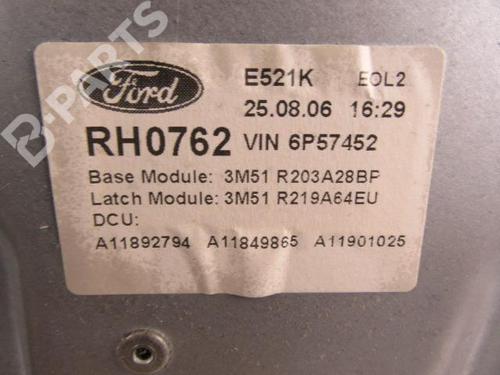 B-PARTS
Ford
E521K EOL2
25.08.06 16:29
RH0762 VIN 6P57452
Base Module: 3M51 R203A28BP
Latch Module: 3M51 R219A64EU
DCU:
A11892794 A11849865 A11901025
B-PARTS